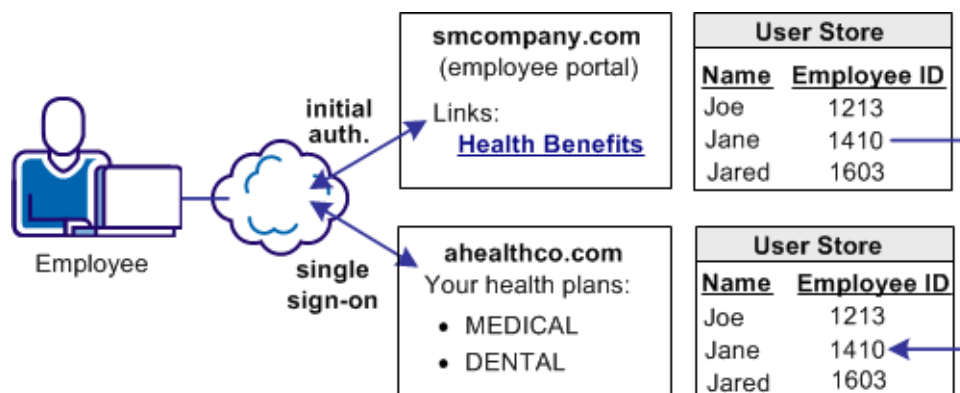 smcompany.com
(employee portal)
Links:
Health Benefits
User Store
Name Employee ID
Joe 1213
Jane 1410
Jared 1603
initial
auth.
Employee
single
sign-on
ahealthco.com
Your health plans:
• MEDICAL
• DENTAL
User Store
Name Employee ID
Joe 1213
Jane 1410
Jared 1603